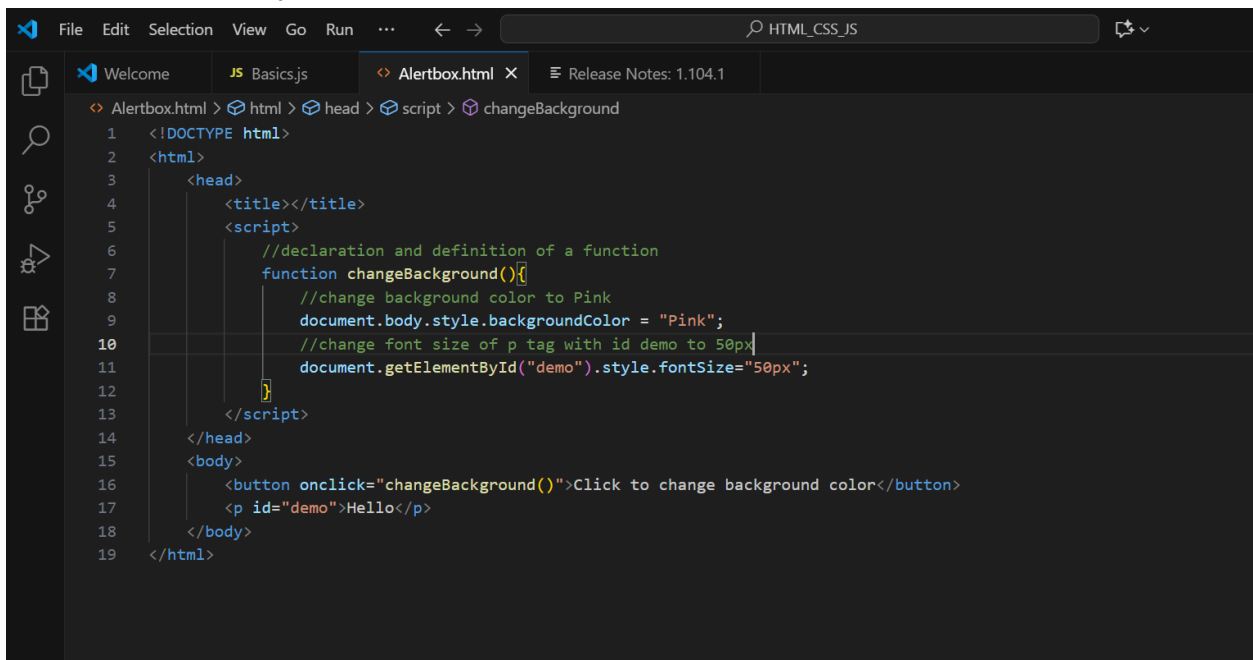 File Edit Selection View Go Run ··· ← → HTML_CSS_JS
Welcome JS Basics.js <> Alertbox.html × Release Notes: 1.104.1
<> Alertbox.html > html > head > script > changeBackground
1 <!DOCTYPE html>
2 <html>
3 <head>
4 <title></title>
5 <script>
6 //declaration and definition of a function
7 function changeBackground(){
8 //change background color to Pink
9 document.body.style.backgroundColor = "Pink";
10 //change font size of p tag with id demo to 50px
11 document.getElementById("demo").style.fontSize="50px";
12 }
13 </script>
14 </head>
15 <body>
16 <button onclick="changeBackground()">Click to change background color</button>
17 <p id="demo">Hello</p>
18 </body>
19 </html>